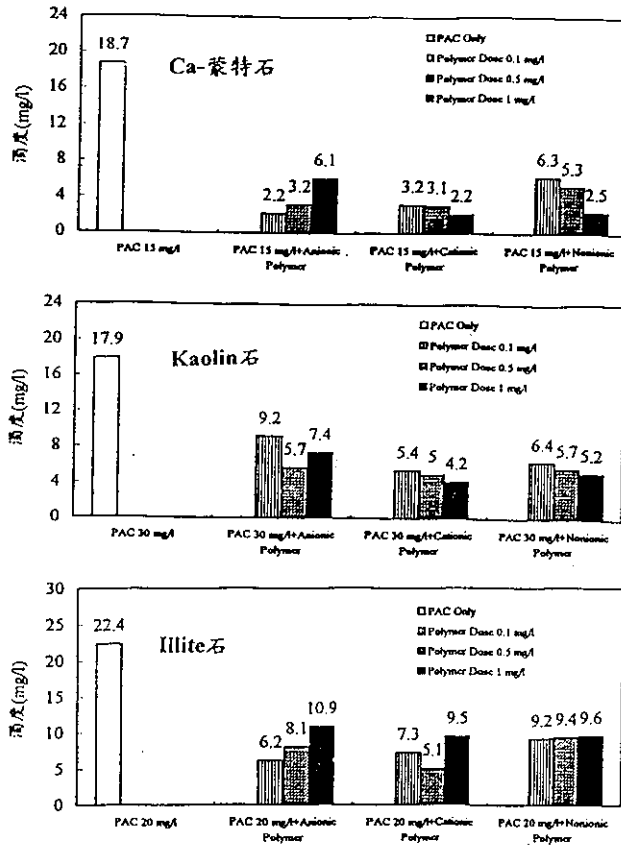 濁度(mg/l)
24
20
16
12
8
4
0
Ca-蒙特石
PAC Only
Polymer Dose 0.1 mg/l
Polymer Dose 0.5 mg/l
Polymer Dose 1 mg/l
18.7
2.2 3.2 6.1
3.2 3.1 2.2
6.3 5.3 2.5
PAC 15 mg/l
PAC 15 mg/l+Anionic Polymer
PAC 15 mg/l+Cationic Polymer
PAC 15 mg/l+Nonionic Polymer
濁度(mg/l)
24
20
16
12
8
4
0
Kaolin石
PAC Only
Polymer Dose 0.1 mg/l
Polymer Dose 0.5 mg/l
Polymer Dose 1 mg/l
17.9
9.2 5.7 7.4
5.4 5 4.2
6.4 5.7 5.2
PAC 30 mg/l
PAC 30 mg/l+Anionic Polymer
PAC 30 mg/l+Cationic Polymer
PAC 30 mg/l+Nonionic Polymer
濁度(mg/l)
30
25
20
15
10
5
0
Illite石
PAC Only
Polymer Dose 0.1 mg/l
Polymer Dose 0.5 mg/l
Polymer Dose 1 mg/l
22.4
6.2 8.1 10.9
7.3 5.1 9.5
9.2 9.4 9.6
PAC 20 mg/l
PAC 20 mg/l+Anionic Polymer
PAC 20 mg/l+Cationic Polymer
PAC 20 mg/l+Nonionic Polymer